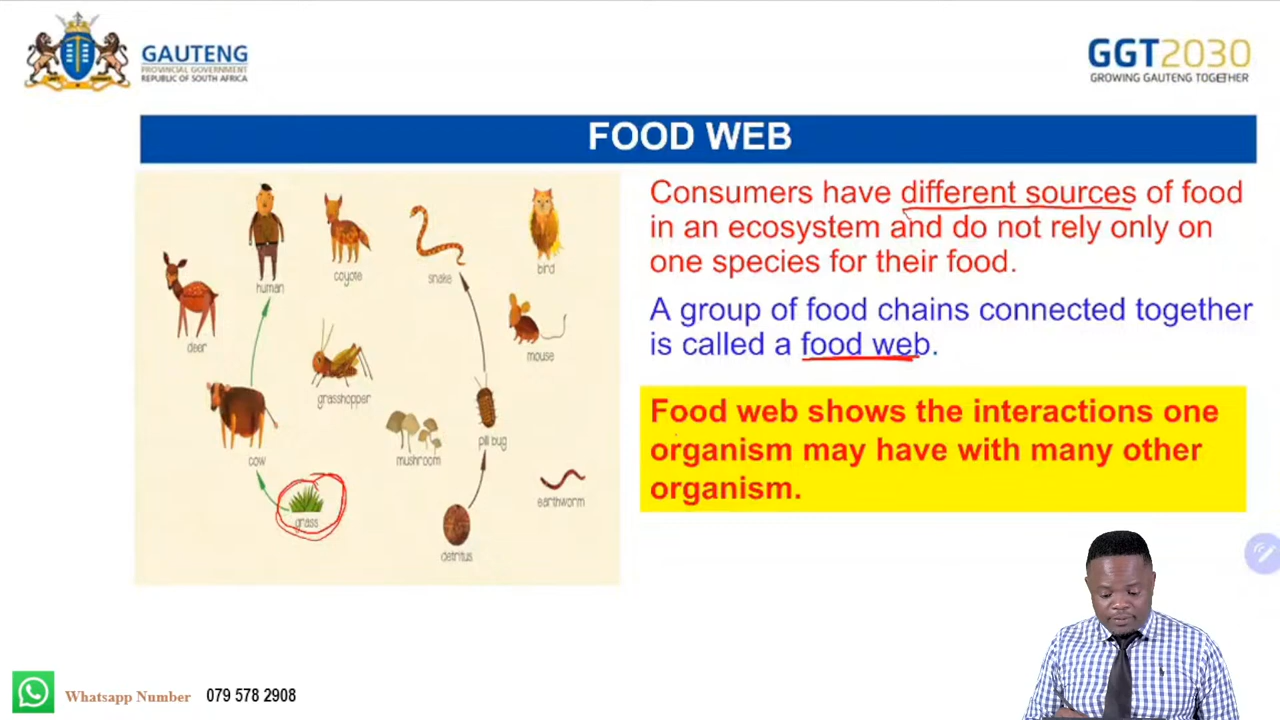 GAUTENG
PROVINCIAL GOVERNMENT
REPUBLIC OF SOUTH AFRICA
GGT2030
GROWING GAUTENG TOGETHER
FOOD WEB
human
coyote
snake
bird
deer
mouse
grasshopper
cow
mushroom
pill bug
earthworm
grass
detritus
Consumers have different sources of food
in an ecosystem and do not rely only on
one species for their food.
A group of food chains connected together
is called a food web.
Food web shows the interactions one
organism may have with many other
organism.
Whatsapp Number 079 578 2908